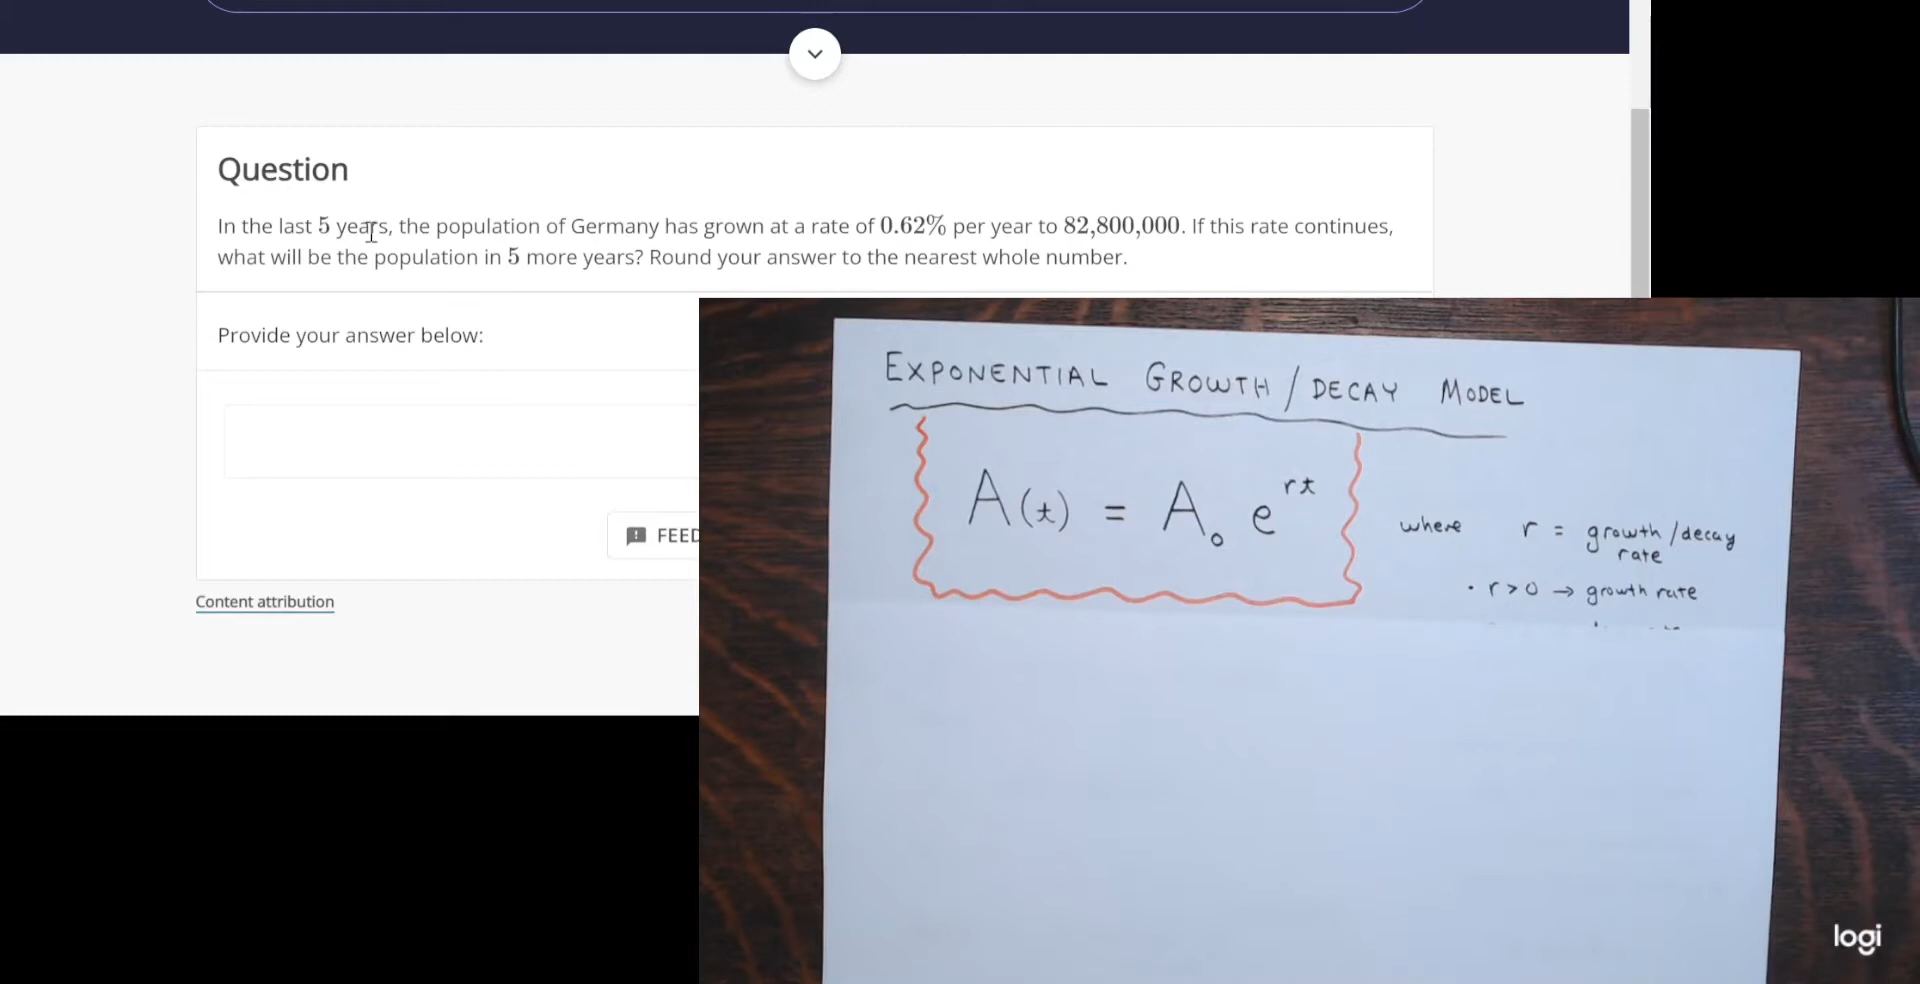 Question
In the last 5 years, the population of Germany has grown at a rate of 0.62% per year to 82,800,000. If this rate continues,
what will be the population in 5 more years? Round your answer to the nearest whole number.
Provide your answer below:
FEED
Content attribution
EXPONENTIAL GROWTH / DECAY MODEL
A(t) = A₀ e^{rt}
where r = growth/decay
rate
· r > 0 → growth rate
logi